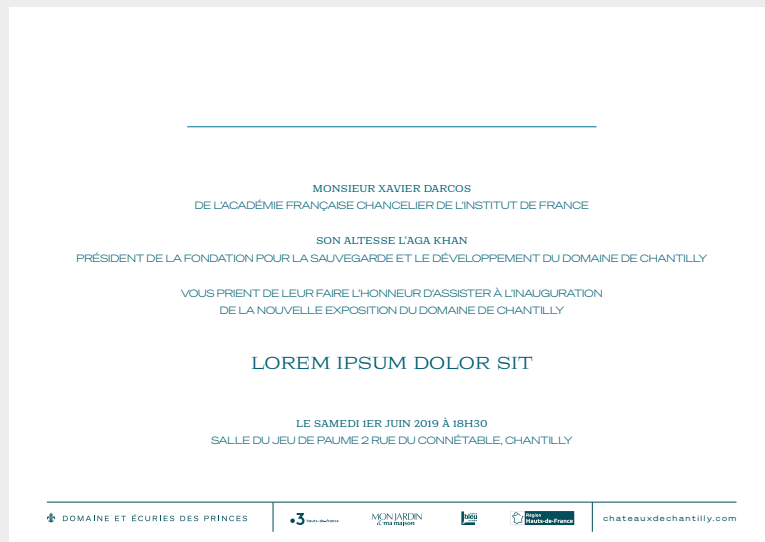 MONSIEUR XAVIER DARCOS
DE L'ACADÉMIE FRANÇAISE CHANCELIER DE L'INSTITUT DE FRANCE
SON ALTESSE L'AGA KHAN
PRÉSIDENT DE LA FONDATION POUR LA SAUVEGARDE ET LE DÉVELOPPEMENT DU DOMAINE DE CHANTILLY
VOUS PRIENT DE LEUR FAIRE L'HONNEUR D'ASSISTER À L'INAUGURATION
DE LA NOUVELLE EXPOSITION DU DOMAINE DE CHANTILLY
LOREM IPSUM DOLOR SIT
LE SAMEDI 1ER JUIN 2019 À 18H30
SALLE DU JEU DE PAUME 2 RUE DU CONNÉTABLE, CHANTILLY
DOMAINE ET ÉCURIES DES PRINCES
•3 hauts-de-france
MON JARDIN
& ma maison
bleu
Région
Hauts-de-France
chateauxdechantilly.com